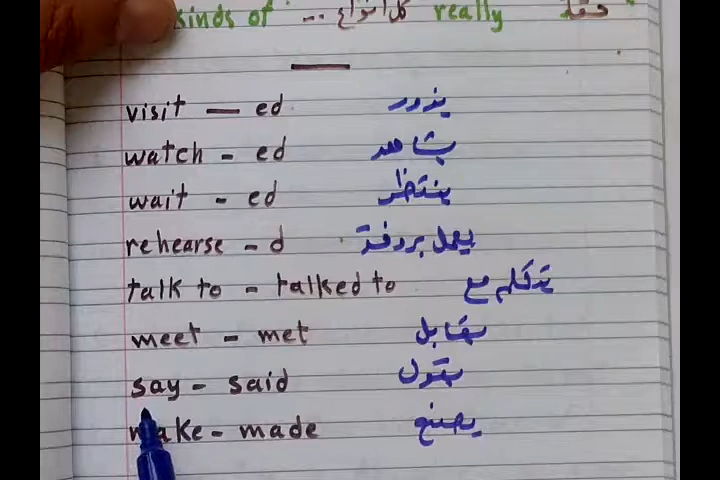 kinds of ... كل انواع really حقا
visit — ed يزور
watch - ed يشاهد
wait - ed ينتظر
rehearse - d يعمل بروفة
talk to - talked to يتكلم مع
meet - met يقابل
say - said يقول
make - made يصنع